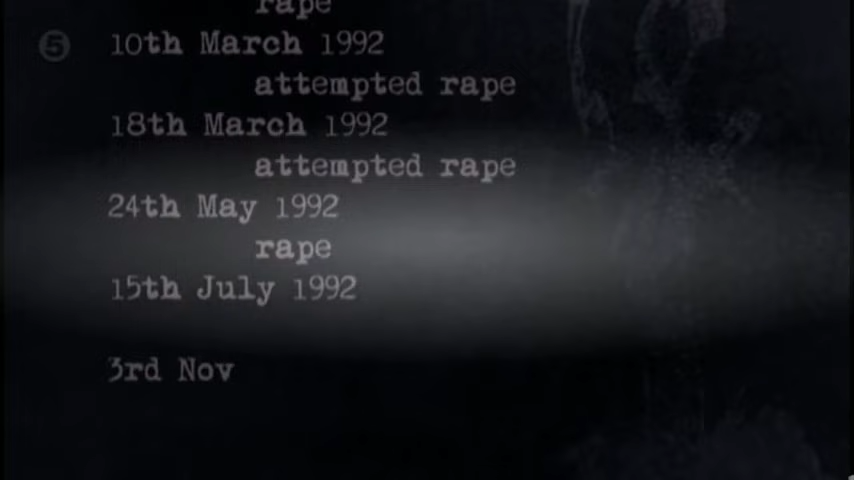 rape
5
10th March 1992
attempted rape
18th March 1992
attempted rape
24th May 1992
rape
15th July 1992
3rd Nov